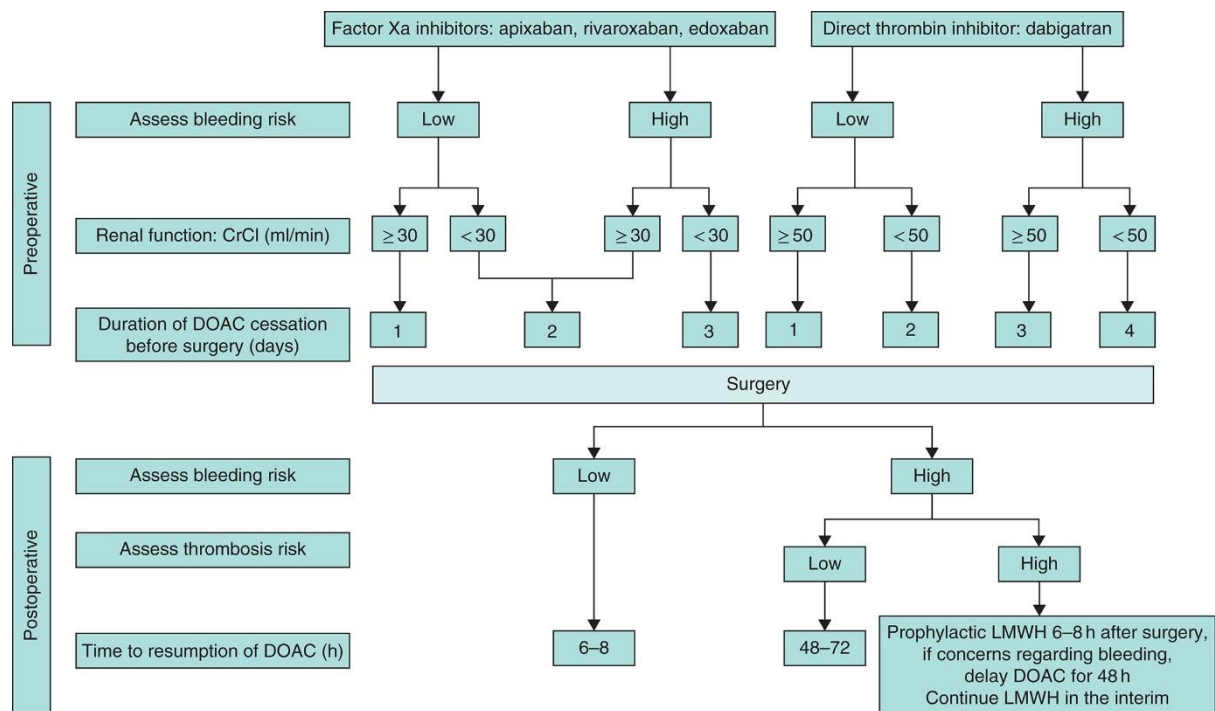 Factor Xa inhibitors: apixaban, rivaroxaban, edoxaban
Direct thrombin inhibitor: dabigatran
Preoperative
Assess bleeding risk
Low
High
Low
High
Renal function: CrCl (ml/min)
≥30
<30
≥30
<30
≥50
<50
≥50
<50
Duration of DOAC cessation
before surgery (days)
1
2
3
1
2
3
4
Surgery
Postoperative
Assess bleeding risk
Low
High
Assess thrombosis risk
Low
High
Time to resumption of DOAC (h)
6–8
48–72
Prophylactic LMWH 6–8 h after surgery,
if concerns regarding bleeding,
delay DOAC for 48 h
Continue LMWH in the interim